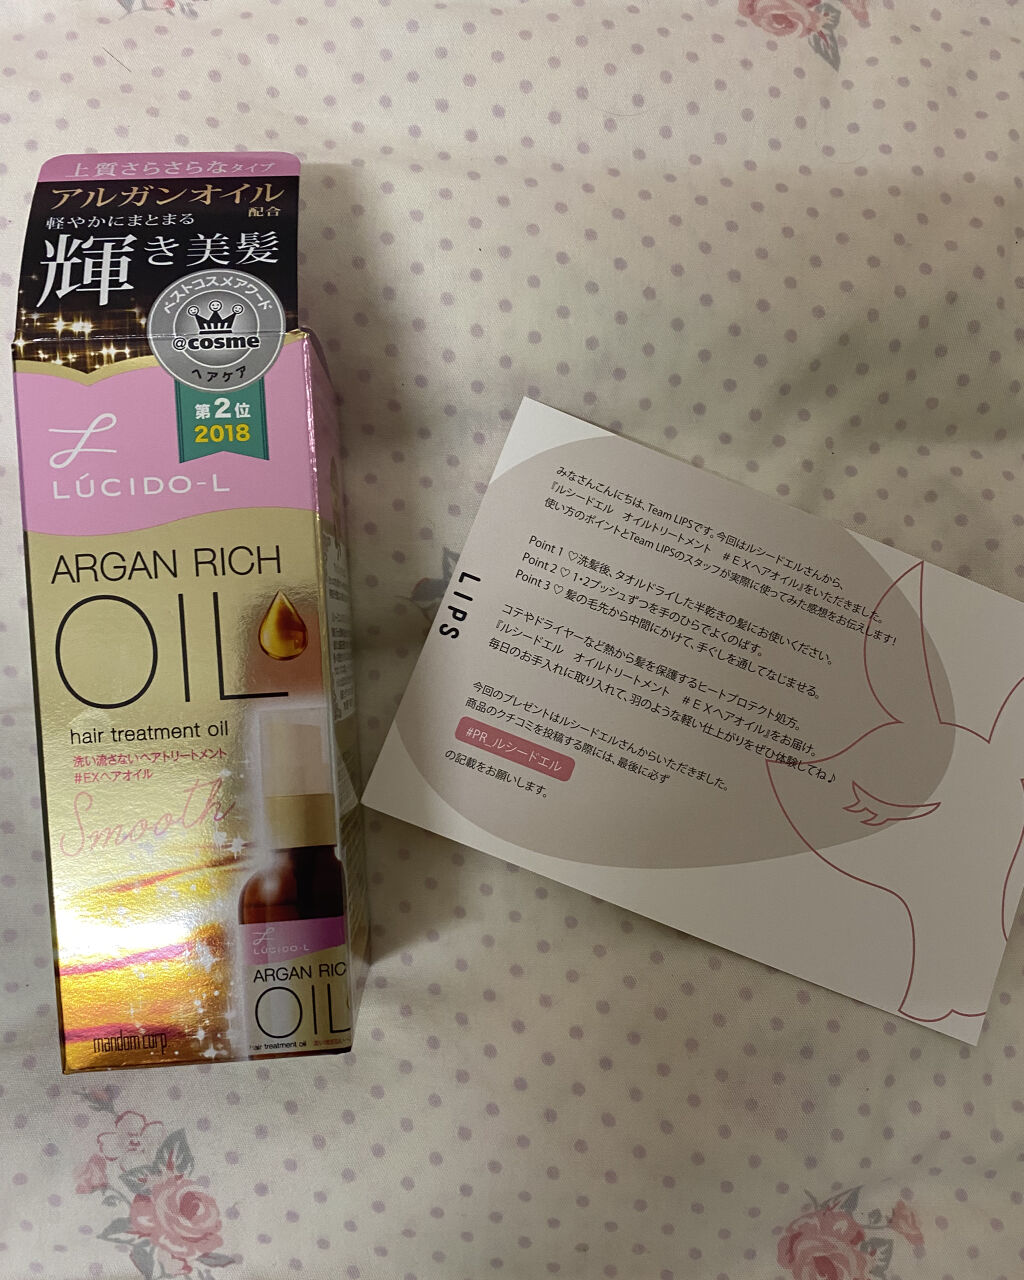 上質さらさらなタイプ
アルガンオイル
配合
軽やかにまとまる
輝き美髪
ベストコスメアワード
@cosme
ヘアケア
第2位
2018
LÚCIDO-L
ARGAN RICH
OIL
hair treatment oil
洗い流さないヘアトリートメント
#EXヘアオイル
Smooth
LÚCIDO-L
ARGAN RIC
OIL
hair treatment oil
mandom corp
LIPS
みなさんこんにちは、Team LIPSです。今回はルシードエルさんから、
『ルシードエル オイルトリートメント #EXヘアオイル』をいただきました。
使い方のポイントとTeam LIPSのスタッフが実際に使ってみた感想をお伝えします!
Point 1 ♡洗髪後、タオルドライした半乾きの髪にお使いください。
Point 2 ♡ 1・2プッシュずつを手のひらでよくのばす。
Point 3 ♡ 髪の毛先から中間にかけて、手ぐしを通してなじませる。
コテやドライヤーなど熱から髪を保護するヒートプロテクト処方。
『ルシードエル オイルトリートメント #EXヘアオイル』をお届け。
毎日のお手入れに取り入れて、羽のような軽い仕上がりをぜひ体験してね♪
今回のプレゼントはルシードエルさんからいただきました。
商品のクチコミを投稿する際には、最後に必ず
#PR_ルシードエル
の記載をお願いします。